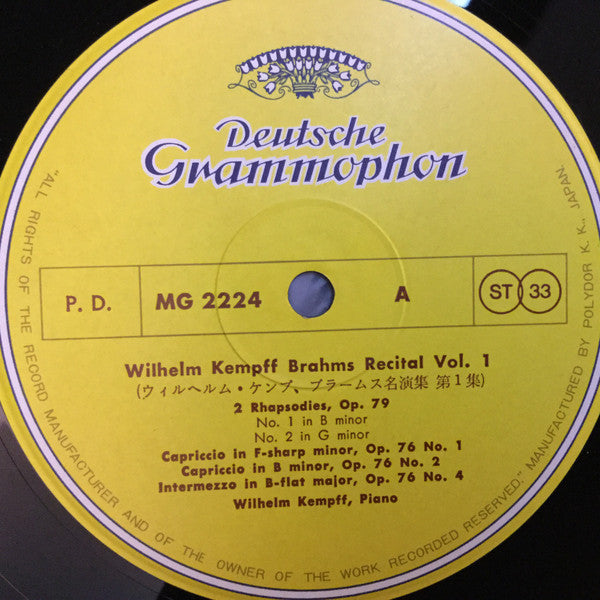 Deutsche
Grammophon
P. D.
MG 2224
A
ST 33
Wilhelm Kempff Brahms Recital Vol. 1
(ウィルヘルム・ケンプ、ブラームス名演集 第1集)
2 Rhapsodies, Op. 79
No. 1 in B minor
No. 2 in G minor
Capriccio in F-sharp minor, Op. 76 No. 1
Capriccio in B minor, Op. 76 No. 2
Intermezzo in B-flat major, Op. 76 No. 4
Wilhelm Kempff, Piano
"ALL RIGHTS OF THE RECORD MANUFACTURER AND OF THE OWNER OF THE WORK RECORDED RESERVED." MANUFACTURED BY POLYDOR K. K., JAPAN.